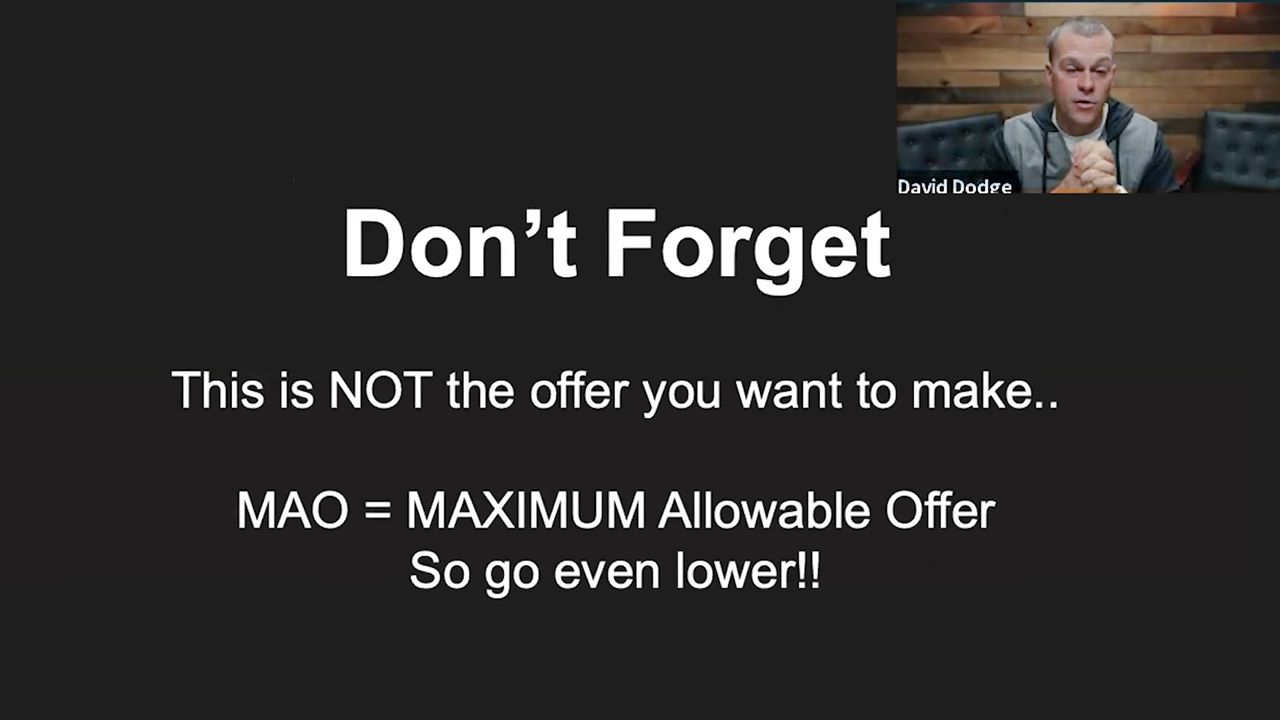 David Dodge
Don’t Forget
This is NOT the offer you want to make..
MAO = MAXIMUM Allowable Offer
So go even lower!!